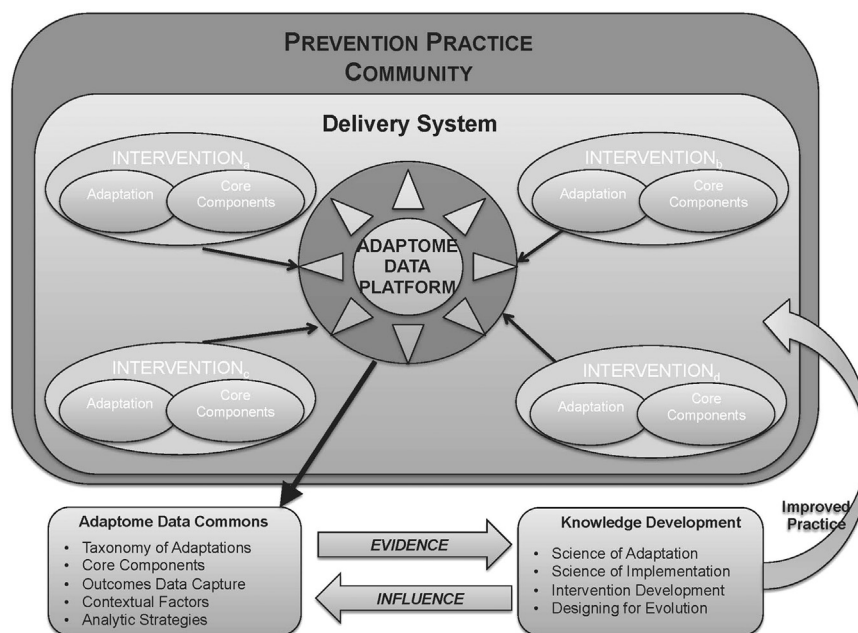 PREVENTION PRACTICE
COMMUNITY
Delivery System
INTERVENTIONa
Adaptation
Core
Components
INTERVENTIONb
Adaptation
Core
Components
ADAPTOME
DATA
PLATFORM
INTERVENTIONc
Adaptation
Core
Components
INTERVENTIONd
Adaptation
Core
Components
Adaptome Data Commons
• Taxonomy of Adaptations
• Core Components
• Outcomes Data Capture
• Contextual Factors
• Analytic Strategies
EVIDENCE
INFLUENCE
Knowledge Development
• Science of Adaptation
• Science of Implementation
• Intervention Development
• Designing for Evolution
Improved
Practice